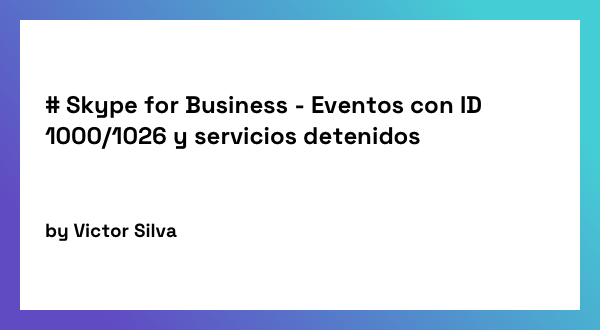 # Skype for Business - Eventos con ID
1000/1026 y servicios detenidos
by Victor Silva